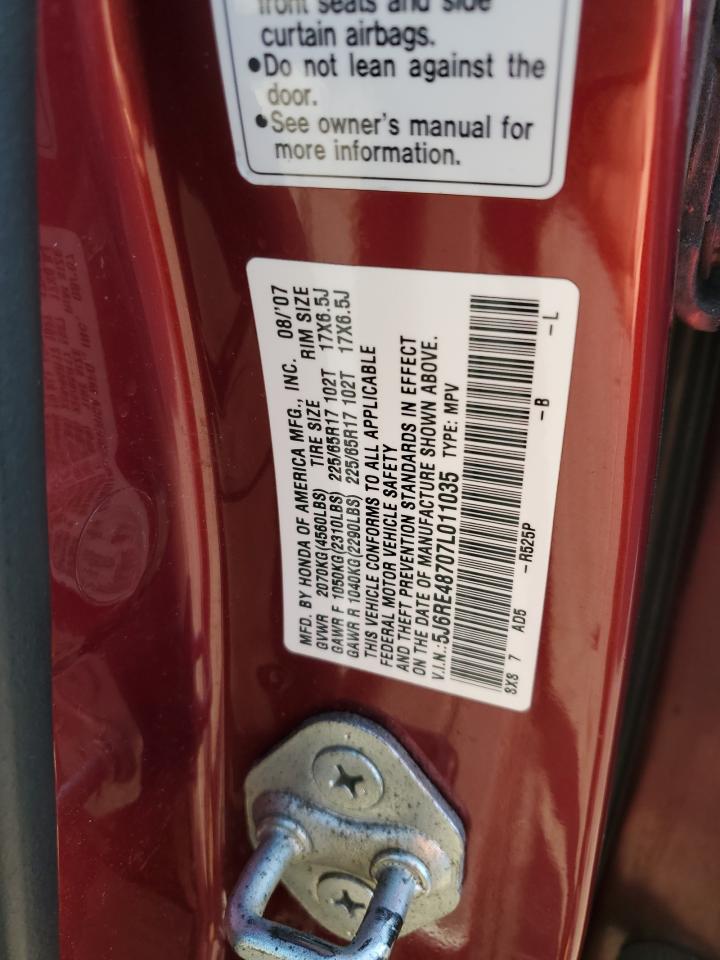 front seats and side
curtain airbags.
•Do not lean against the
door.
•See owner's manual for
more information.
MFD. BY HONDA OF AMERICA MFG., INC. 08/'07
GVWR 2070KG(4560LBS) TIRE SIZE RIM SIZE
GAWR F 1050KG(2310LBS) 225/65R17 102T 17X6.5J
GAWR R 1040KG(2290LBS) 225/65R17 102T 17X6.5J
THIS VEHICLE CONFORMS TO ALL APPLICABLE
FEDERAL MOTOR VEHICLE SAFETY
AND THEFT PREVENTION STANDARDS IN EFFECT
ON THE DATE OF MANUFACTURE SHOWN ABOVE.
V.I.N.:5J6RE48707L011035 TYPE: MPV
8X8 7 AD5 -R525P -B -L